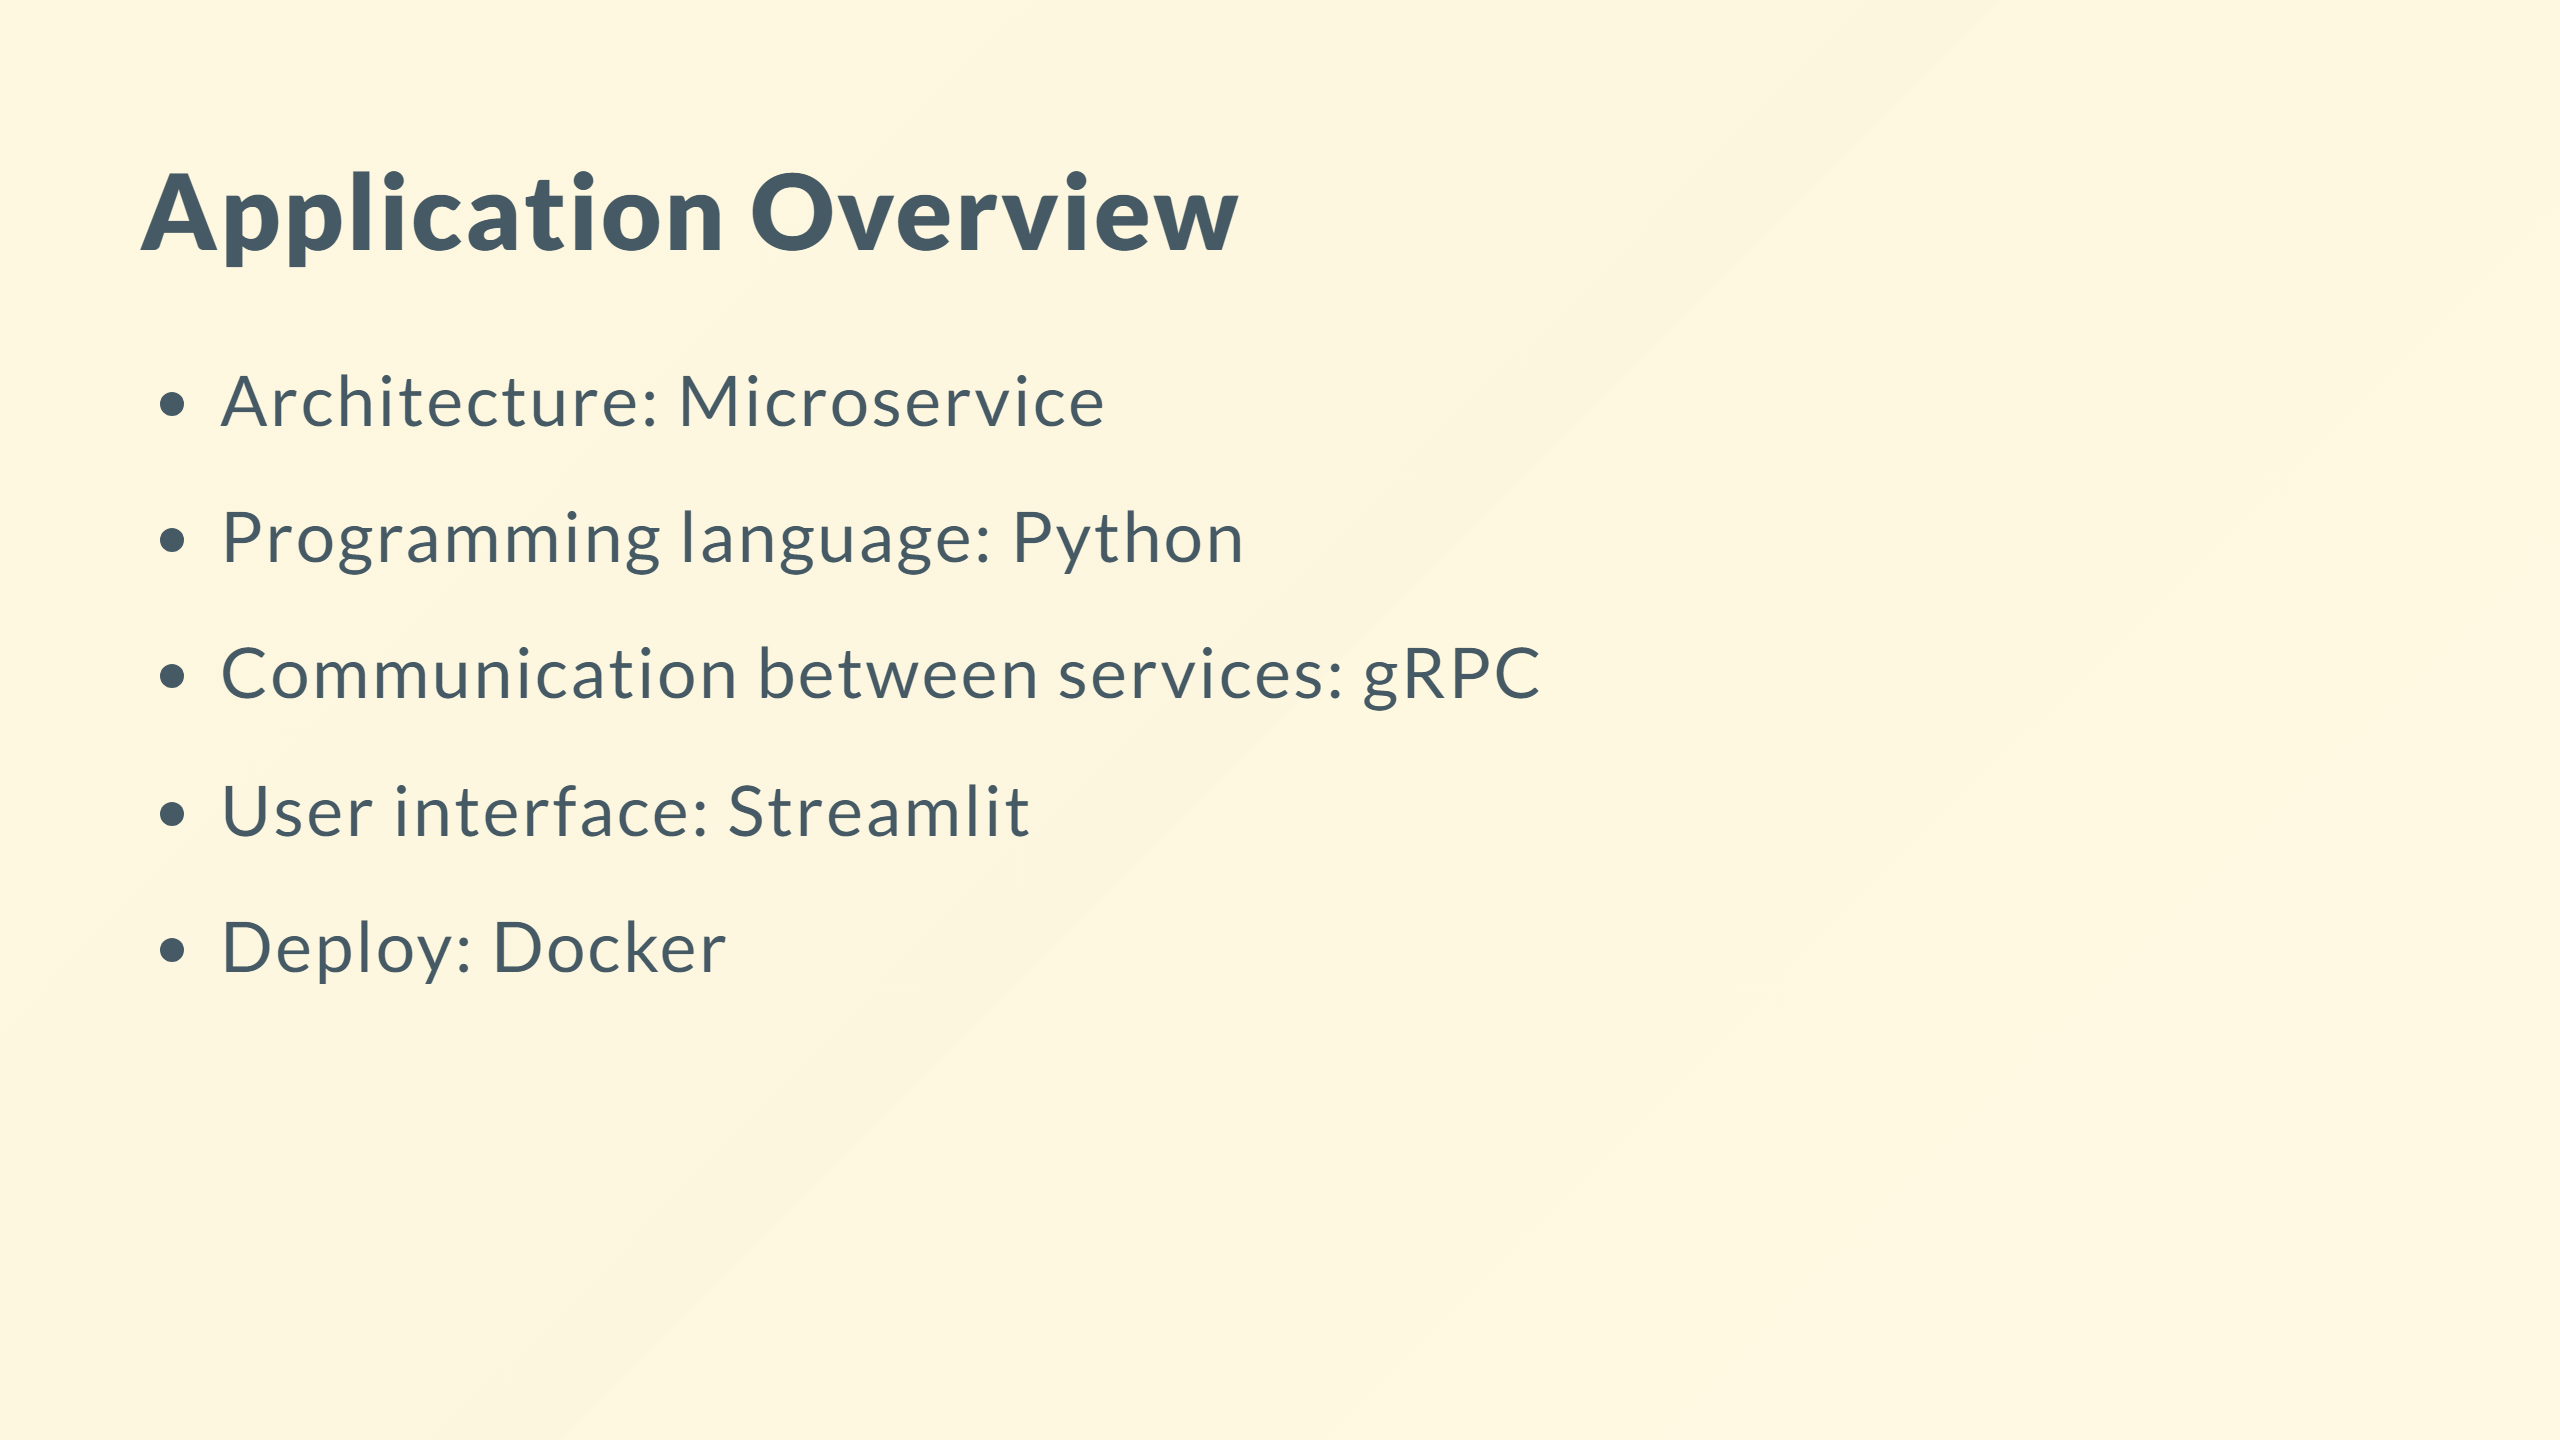 Application Overview
• Architecture: Microservice
• Programming language: Python
• Communication between services: gRPC
• User interface: Streamlit
• Deploy: Docker